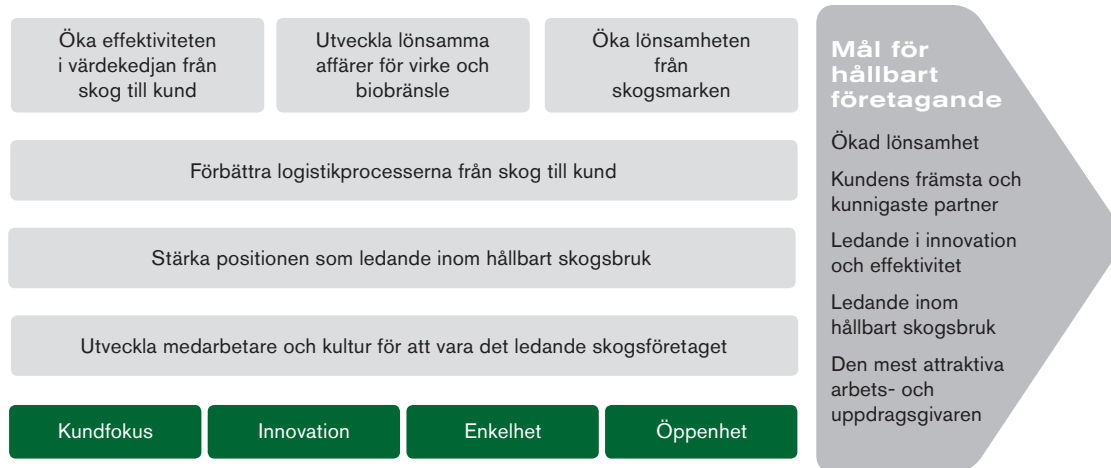 Öka effektiviteten
i värdekedjan från
skog till kund
Utveckla lönsamma
affärer för virke och
biobränsle
Öka lönsamheten
från
skogsmarken
Förbättra logistikprocesserna från skog till kund
Stärka positionen som ledande inom hållbart skogsbruk
Utveckla medarbetare och kultur för att vara det ledande skogsföretaget
Kundfokus
Innovation
Enkelhet
Öppenhet
Mål för
hållbart
företagande
Ökad lönsamhet
Kundens främsta och
kunnigaste partner
Ledande i innovation
och effektivitet
Ledande inom
hållbart skogsbruk
Den mest attraktiva
arbets- och
uppdragsgivaren